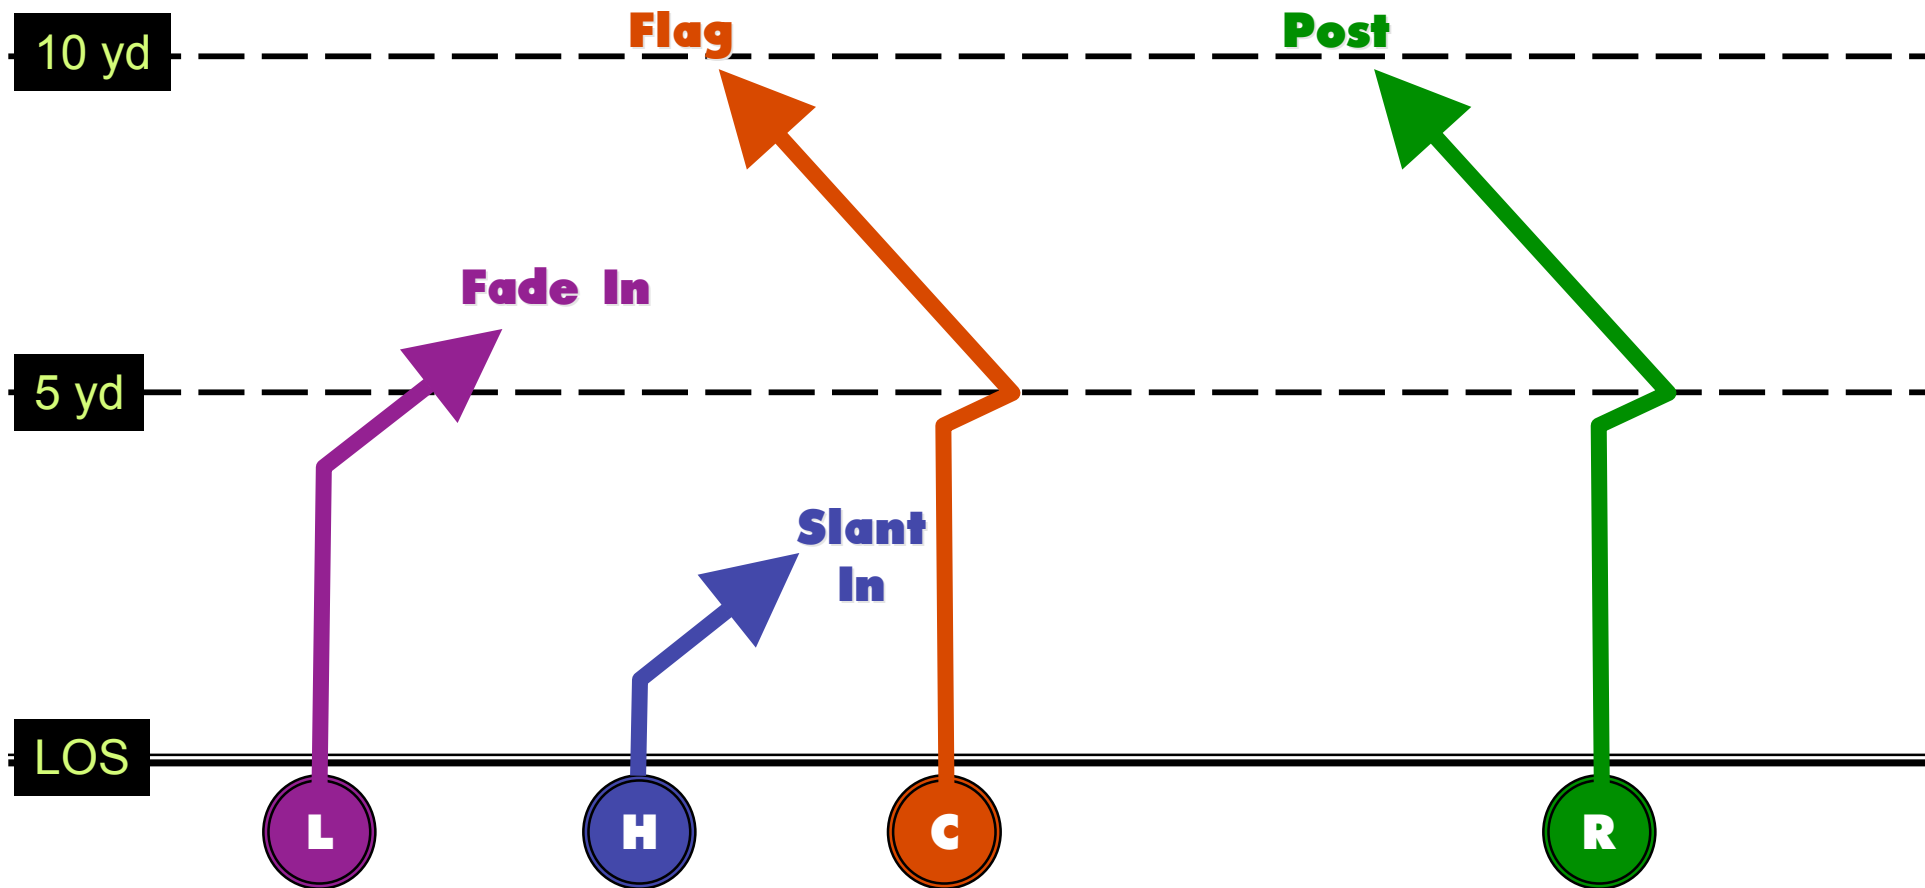 Flag
Post
10 yd
Fade In
5 yd
Slant
In
LOS
L
H
C
R